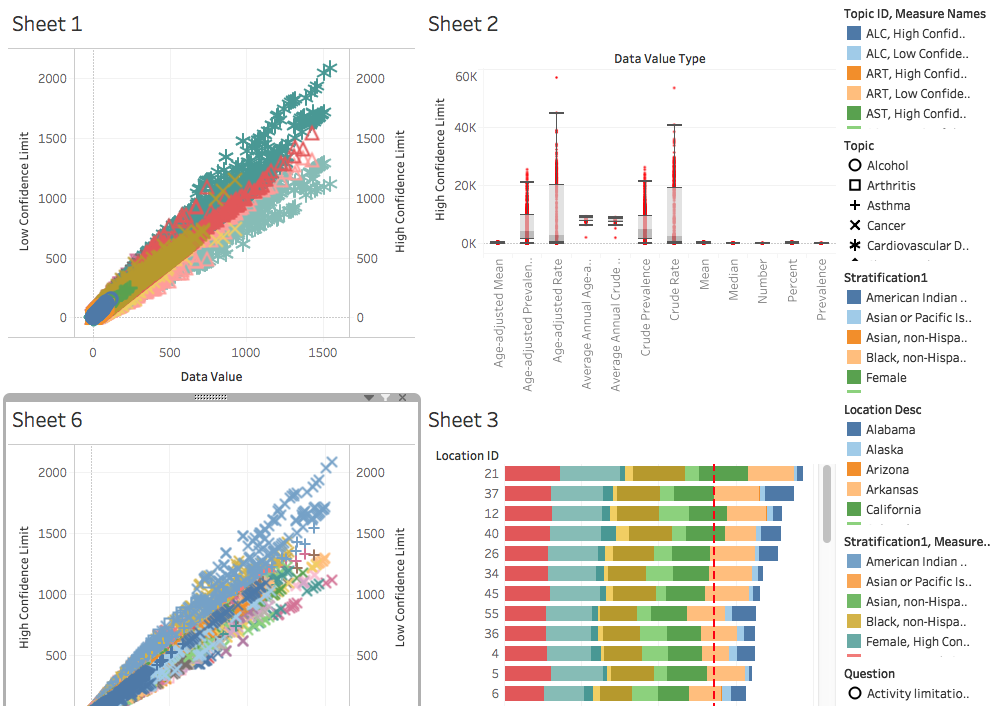 Sheet 1
2000
1500
1000
500
0
Low Confidence Limit
2000
1500
1000
500
0
High Confidence Limit
0
500
1000
1500
Data Value
Sheet 2
Data Value Type
60K
40K
20K
0K
High Confidence Limit
Age-adjusted Mean
Age-adjusted Prevalen..
Age-adjusted Rate
Average Annual Age-a..
Average Annual Crude ..
Crude Prevalence
Crude Rate
Mean
Median
Number
Percent
Prevalence
Sheet 6
2000
1500
1000
500
High Confidence Limit
2000
1500
1000
500
Low Confidence Limit
Sheet 3
Location ID
21
37
12
40
26
34
45
55
36
4
5
6
Topic ID, Measure Names
ALC, High Confid..
ALC, Low Confide..
ART, High Confid..
ART, Low Confide..
AST, High Confid..
Topic
Alcohol
Arthritis
Asthma
Cancer
Cardiovascular D..
Stratification1
American Indian ..
Asian or Pacific Is..
Asian, non-Hispa..
Black, non-Hispa..
Female
Location Desc
Alabama
Alaska
Arizona
Arkansas
California
Stratification1, Measure..
American Indian ..
Asian or Pacific Is..
Asian, non-Hispa..
Black, non-Hispa..
Female, High Con..
Question
Activity limitatio..